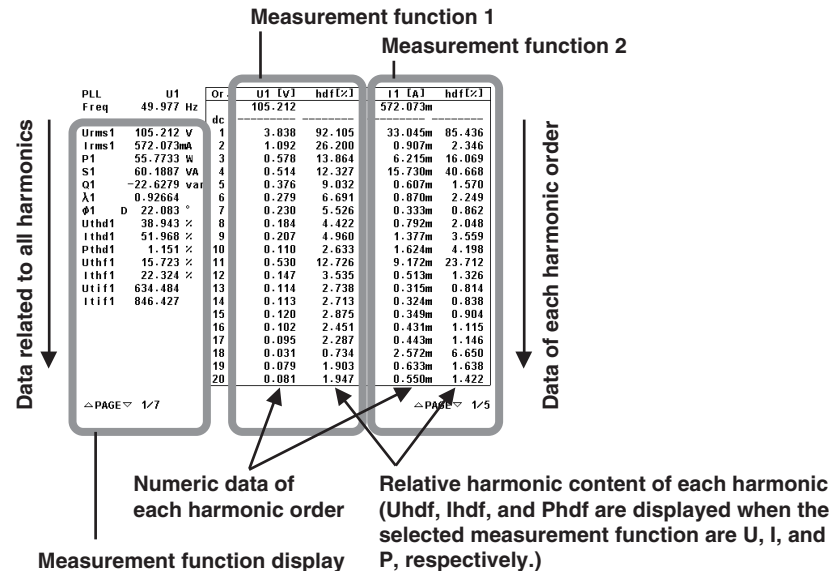 Measurement function 1
Measurement function 2
PLL U1 Or. U1 [V] hdf[%] I1 [A] hdf[%]
Freq 49.977 Hz 105.212 572.073m
dc ---------- ---------- ---------- ----------
Urms1 105.212 V 1 3.838 92.105 33.045m 85.436
Irms1 572.073mA 2 1.092 26.200 0.907m 2.346
P1 55.7733 W 3 0.578 13.864 6.215m 16.069
S1 60.1887 VA 4 0.514 12.327 15.730m 40.668
Q1 -22.6279 var 5 0.376 9.032 0.607m 1.570
λ1 0.92664 6 0.279 6.691 0.870m 2.249
ϕ1 D 22.083 ° 7 0.230 5.526 0.333m 0.862
Uthd1 38.943 % 8 0.184 4.422 0.792m 2.048
Ithd1 51.968 % 9 0.207 4.960 1.377m 3.559
Pthd1 1.151 % 10 0.110 2.633 1.624m 4.198
Uthf1 15.723 % 11 0.530 12.726 9.172m 23.712
Ithf1 22.324 % 12 0.147 3.535 0.513m 1.326
Utif1 634.484 13 0.114 2.738 0.315m 0.814
Itif1 846.427 14 0.113 2.713 0.324m 0.838
15 0.120 2.875 0.349m 0.904
16 0.102 2.451 0.431m 1.115
17 0.095 2.287 0.443m 1.146
18 0.031 0.734 2.572m 6.650
19 0.079 1.903 0.633m 1.638
20 0.081 1.947 0.550m 1.422
△PAGE▽ 1/7 △PAGE▽ 1/5
Data related to all harmonics
Data of each harmonic order
Numeric data of
each harmonic order
Relative harmonic content of each harmonic
(Uhdf, Ihdf, and Phdf are displayed when the
selected measurement function are U, I, and
P, respectively.)
Measurement function display